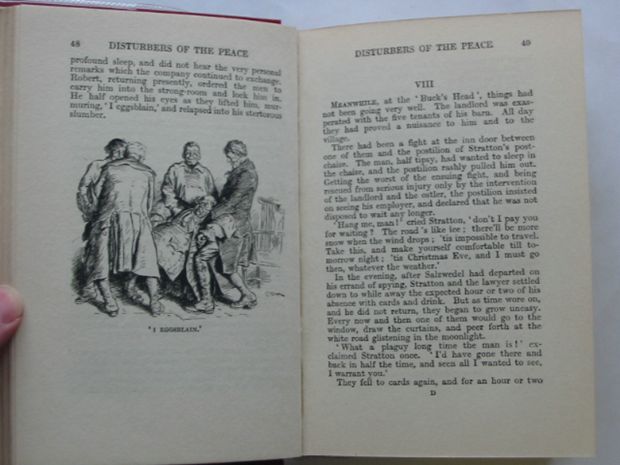 48 DISTURBERS OF THE PEACE
profound sleep, and did not hear the very personal
remarks which the company continued to exchange.
Robert, returning presently, ordered the men to
carry him into the strong-room and lock him in.
He half opened his eyes as they lifted him, mur-
muring, 'I eggsblain,' and relapsed into his stertorous
slumber.
'I EGGSBLAIN.'
DISTURBERS OF THE PEACE 49
VIII
MEANWHILE, at the 'Buck's Head', things had
not been going very well. The landlord was exas-
perated with the five tenants of his barn. All day
they had proved a nuisance to him and to the
village.
There had been a fight at the inn door between
one of them and the postilion of Stratton's post-
chaise. The man, half tipsy, had wanted to sleep in
the chaise, and the postilion rashly pulled him out.
Getting the worst of the ensuing fight, and being
rescued from serious injury only by the intervention
of the landlord and the ostler, the postilion insisted
on seeing his employer, and declared that he was not
disposed to wait any longer.
'Hang me, man!' cried Stratton, 'don't I pay you
for waiting? The road's like ice; there'll be more
snow when the wind drops; 'tis impossible to travel.
Take this, and make yourself comfortable till to-
morrow night; 'tis Christmas Eve, and I must go
then, whatever the weather.'
In the evening, after Salzwedel had departed on
his errand of spying, Stratton and the lawyer settled
down to while away the expected hour or two of his
absence with cards and drink. But as time wore on,
and he did not return, they began to grow uneasy.
Every now and then one of them would go to the
window, draw the curtains, and peer forth at the
white road glistening in the moonlight.
'What a plaguy long time the man is!' ex-
claimed Stratton once. 'I'd have gone there and
back in half the time, and seen all I wanted to see,
I warrant you.'
They fell to cards again, and for an hour or two
D